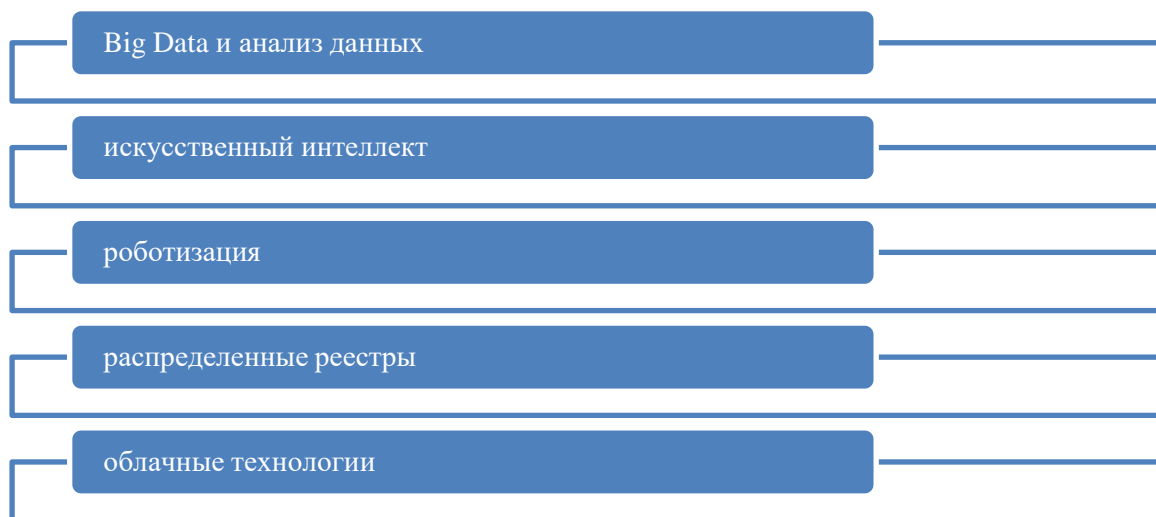 Big Data и анализ данных
искусственный интеллект
роботизация
распределенные реестры
облачные технологии